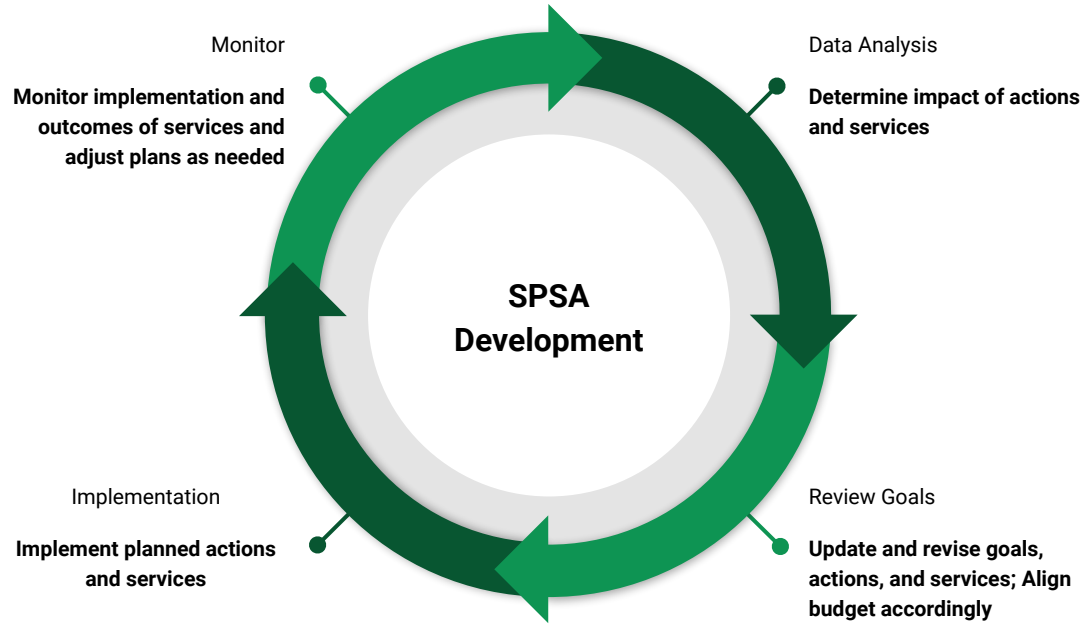 Monitor
Monitor implementation and
outcomes of services and
adjust plans as needed
Data Analysis
Determine impact of actions
and services
SPSA
Development
Implementation
Implement planned actions
and services
Review Goals
Update and revise goals,
actions, and services; Align
budget accordingly